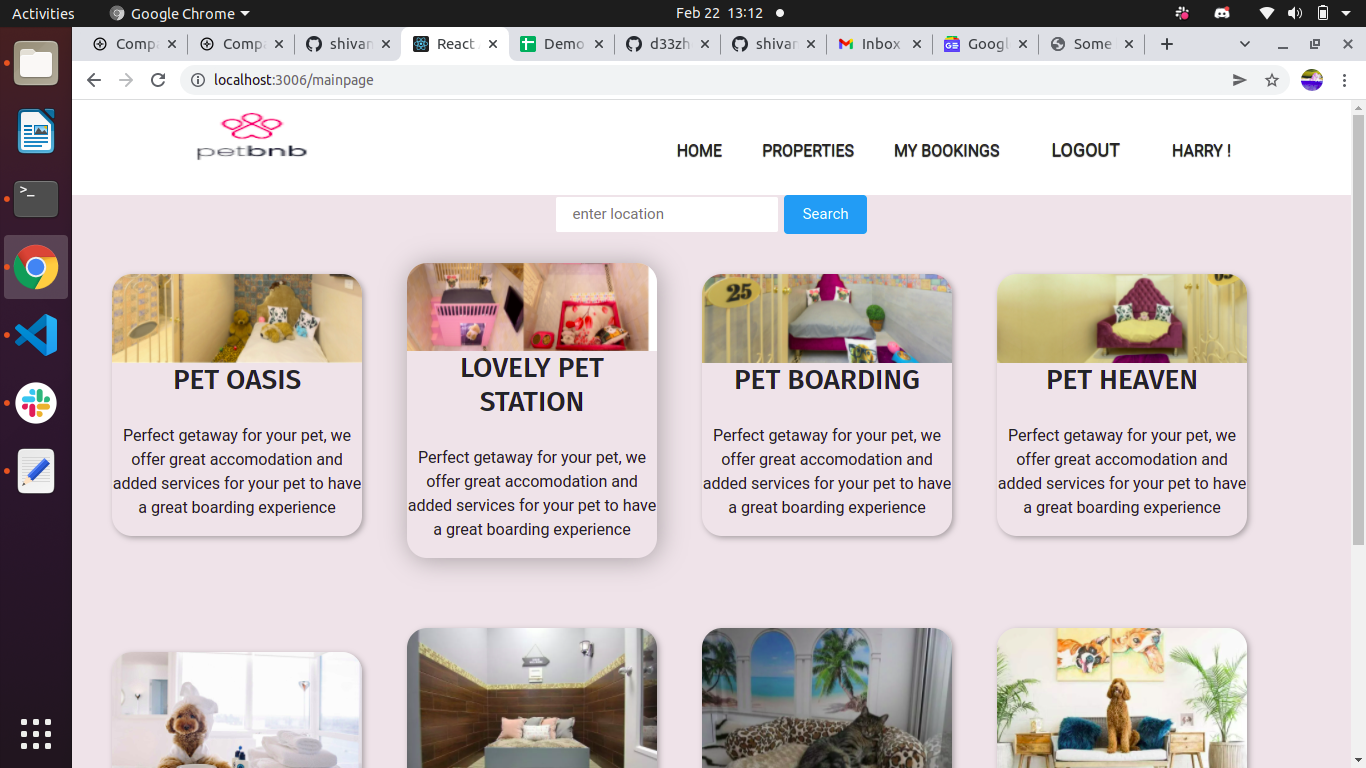 Activities
Google Chrome
Feb 22 13:12
Comp
Compa
shivan
React
Demo
d33zh
shivar
Inbox
Googl
Some
localhost:3006/mainpage
petbnb
HOME
PROPERTIES
MY BOOKINGS
LOGOUT
HARRY !
enter location
Search
PET OASIS
Perfect getaway for your pet, we
offer great accomodation and
added services for your pet to have
a great boarding experience
LOVELY PET
STATION
Perfect getaway for your pet, we
offer great accomodation and
added services for your pet to have
a great boarding experience
25
PET BOARDING
Perfect getaway for your pet, we
offer great accomodation and
added services for your pet to have
a great boarding experience
PET HEAVEN
Perfect getaway for your pet, we
offer great accomodation and
added services for your pet to have
a great boarding experience